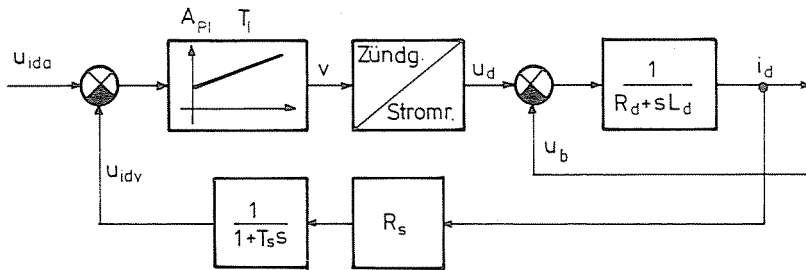 A_PI T_I
u_ida
v
Zündg.
Stromr.
u_d
1
R_d+sL_d
i_d
u_b
u_idv
1
1+T_s s
R_s